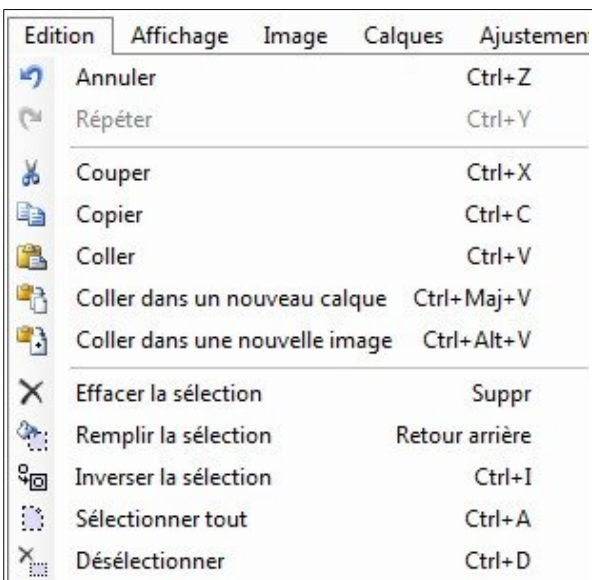 Edition Affichage Image Calques Ajustemen
Annuler Ctrl+Z
Répéter Ctrl+Y
Couper Ctrl+X
Copier Ctrl+C
Coller Ctrl+V
Coller dans un nouveau calque Ctrl+Maj+V
Coller dans une nouvelle image Ctrl+Alt+V
Effacer la sélection Suppr
Remplir la sélection Retour arrière
Inverser la sélection Ctrl+I
Sélectionner tout Ctrl+A
Désélectionner Ctrl+D